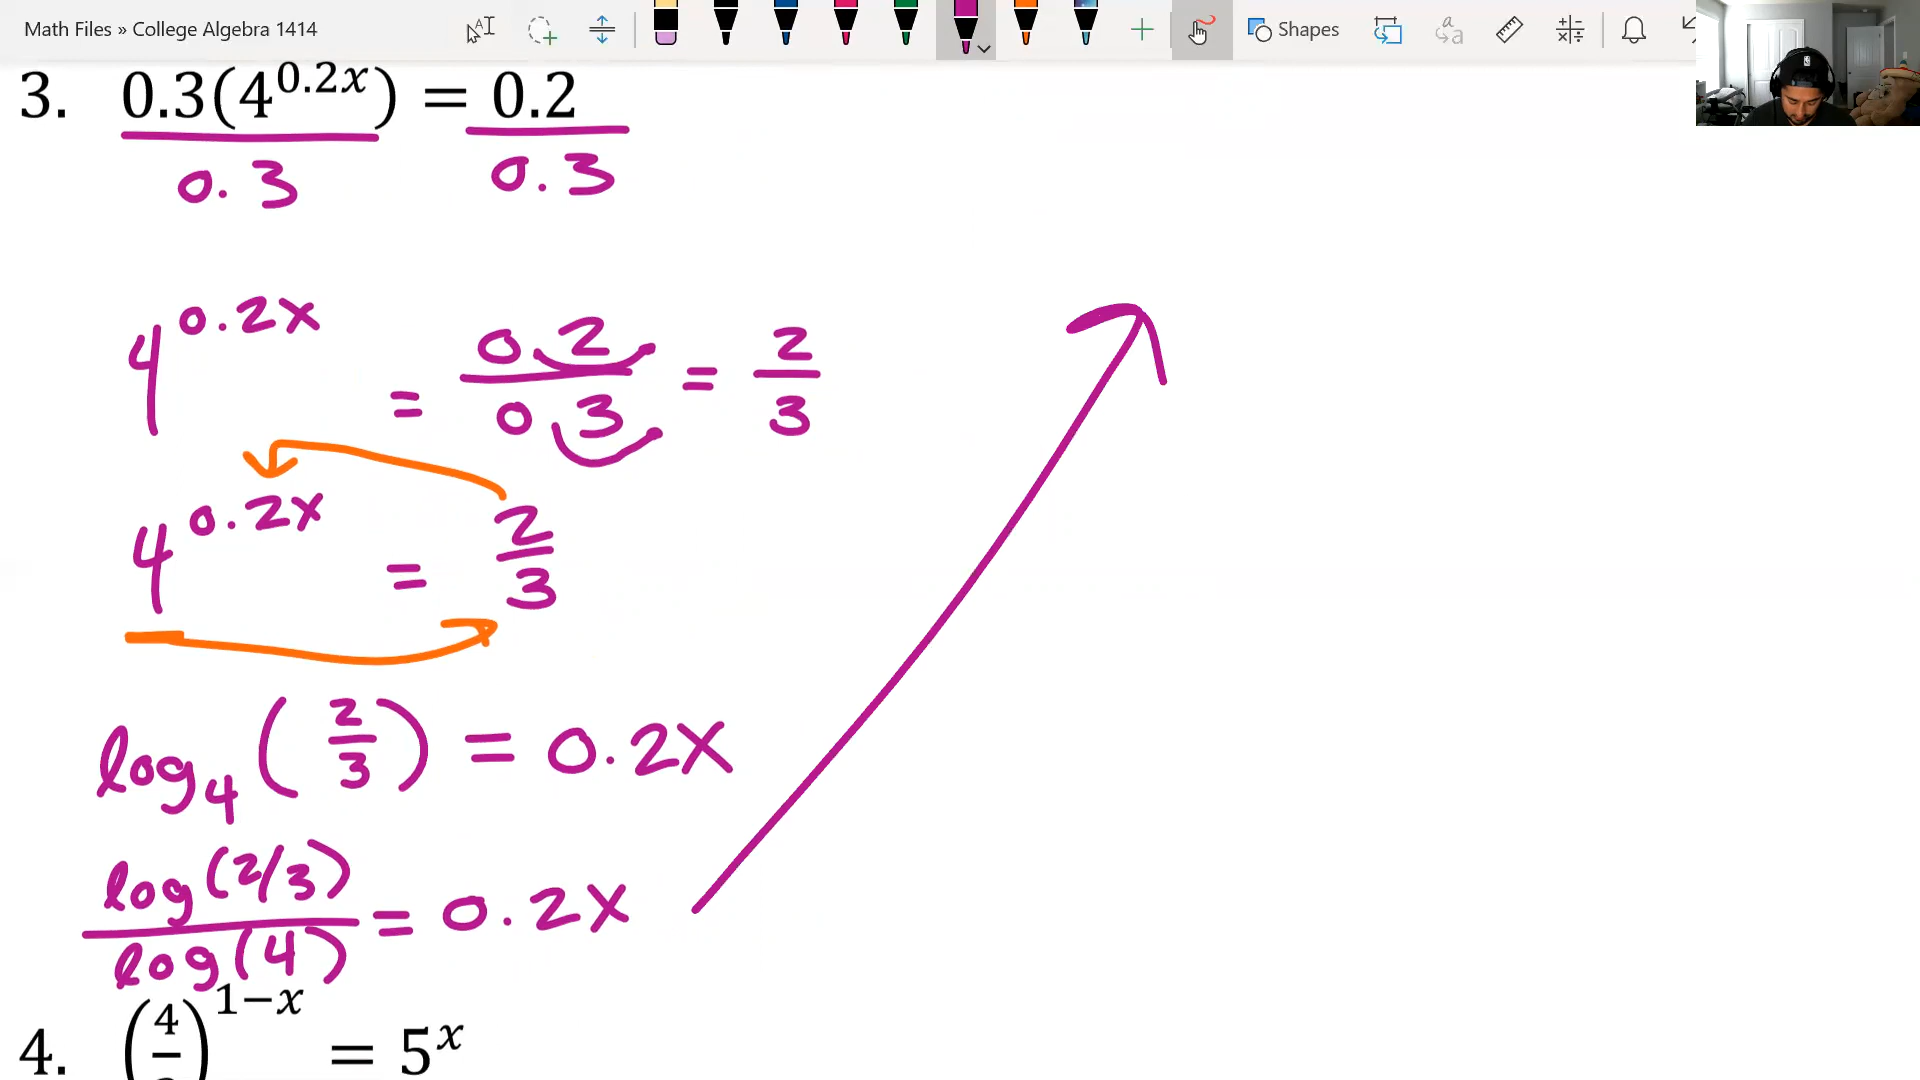 Math Files » College Algebra 1414
Shapes
3. 0.3(4^{0.2x}) = 0.2
0.3 0.3
4^{0.2x} = 0.2/0.3 = 2/3
4^{0.2x} = 2/3
log₄(2/3) = 0.2x
log(2/3)/log(4) = 0.2x
4. (4/ )^{1−x} = 5^x